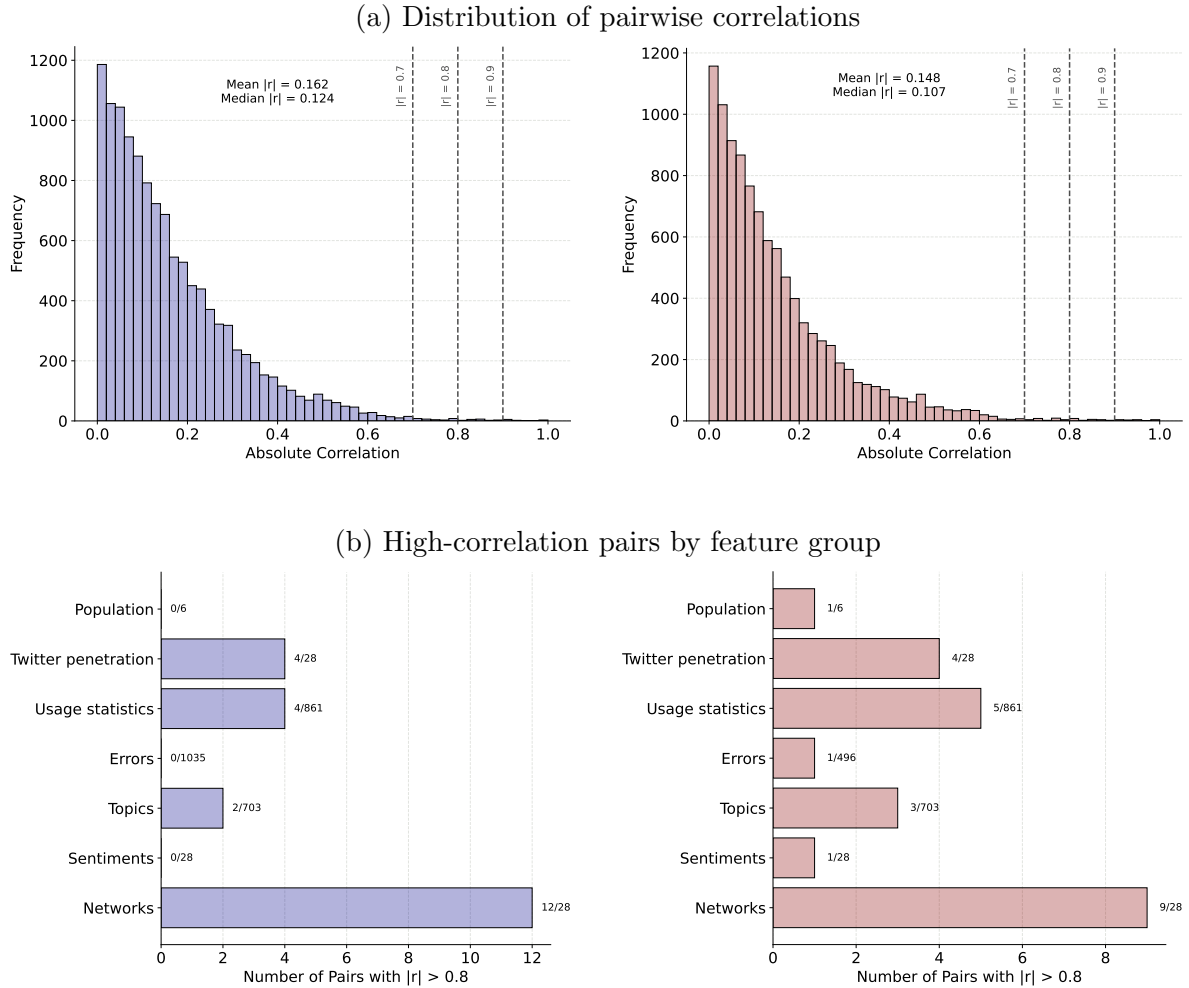 (a) Distribution of pairwise correlations
1200
1000
800
600
400
200
0
Frequency
Mean |r| = 0.162
Median |r| = 0.124
|r| = 0.7
|r| = 0.8
|r| = 0.9
0.0 0.2 0.4 0.6 0.8 1.0
Absolute Correlation
1200
1000
800
600
400
200
0
Frequency
Mean |r| = 0.148
Median |r| = 0.107
|r| = 0.7
|r| = 0.8
|r| = 0.9
0.0 0.2 0.4 0.6 0.8 1.0
Absolute Correlation
(b) High-correlation pairs by feature group
Population 0/6
Twitter penetration 4/28
Usage statistics 4/861
Errors 0/1035
Topics 2/703
Sentiments 0/28
Networks 12/28
0 2 4 6 8 10 12
Number of Pairs with |r| > 0.8
Population 1/6
Twitter penetration 4/28
Usage statistics 5/861
Errors 1/496
Topics 3/703
Sentiments 1/28
Networks 9/28
0 2 4 6 8
Number of Pairs with |r| > 0.8